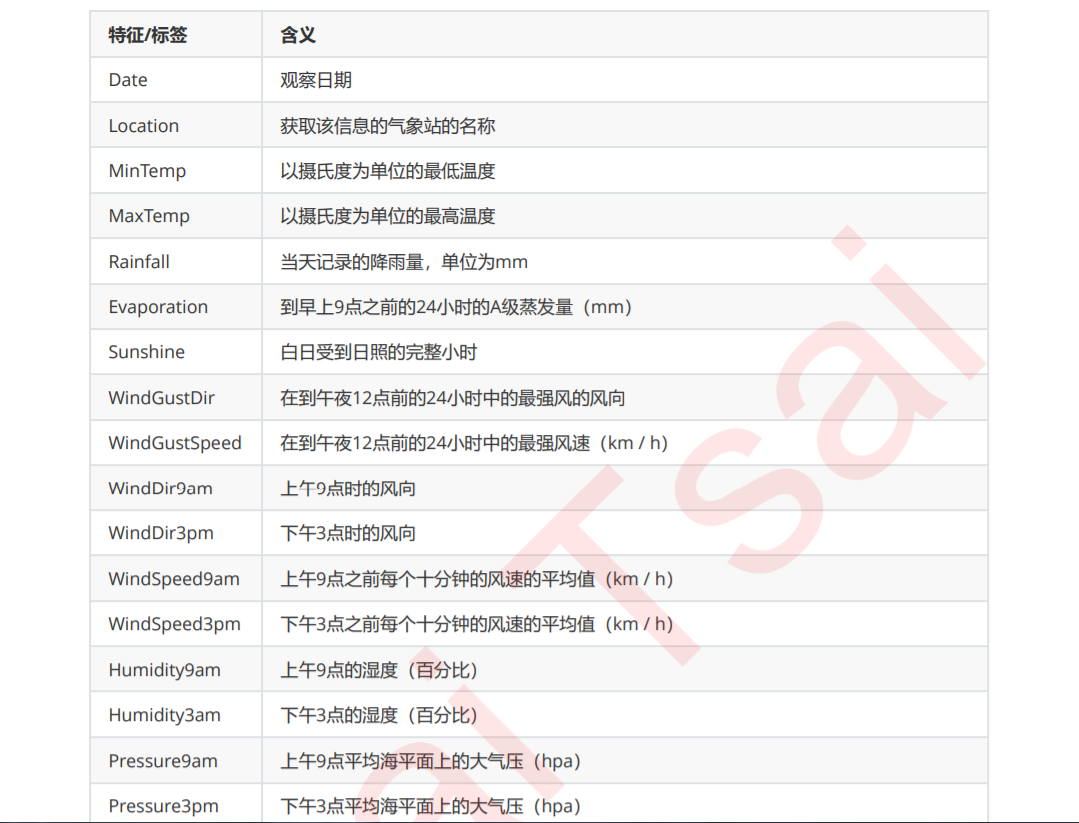 特征/标签 含义
Date 观察日期
Location 获取该信息的气象站的名称
MinTemp 以摄氏度为单位的最低温度
MaxTemp 以摄氏度为单位的最高温度
Rainfall 当天记录的降雨量，单位为mm
Evaporation 到早上9点之前的24小时的A级蒸发量（mm）
Sunshine 白日受到日照的完整小时
WindGustDir 在到午夜12点前的24小时中的最强风的风向
WindGustSpeed 在到午夜12点前的24小时中的最强风速（km / h）
WindDir9am 上午9点时的风向
WindDir3pm 下午3点时的风向
WindSpeed9am 上午9点之前每个十分钟的风速的平均值（km / h）
WindSpeed3pm 下午3点之前每个十分钟的风速的平均值（km / h）
Humidity9am 上午9点的湿度（百分比）
Humidity3am 下午3点的湿度（百分比）
Pressure9am 上午9点平均海平面上的大气压（hpa）
Pressure3pm 下午3点平均海平面上的大气压（hpa）
ai Tsai